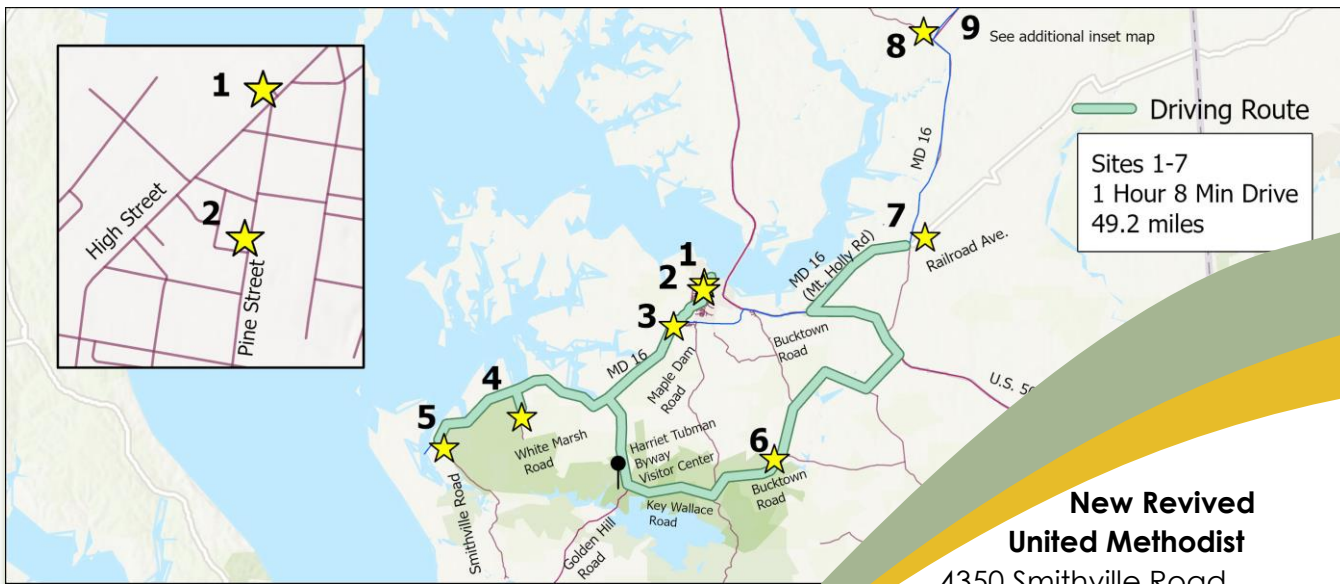 1
High Street
2
Pine Street
8
9
See additional inset map
Driving Route
Sites 1-7
1 Hour 8 Min Drive
49.2 miles
MD 16
7
Railroad Ave.
MD 16
(Mt. Holly Rd)
1
2
3
MD 16
Maple Dam
Road
Bucktown
Road
U.S. 50
4
5
White Marsh
Road
Smithville Road
Harriet Tubman
Byway
Visitor Center
6
Bucktown
Road
Key Wallace
Road
Golden Hill
Road
New Revived
United Methodist
4350 Smithville Road